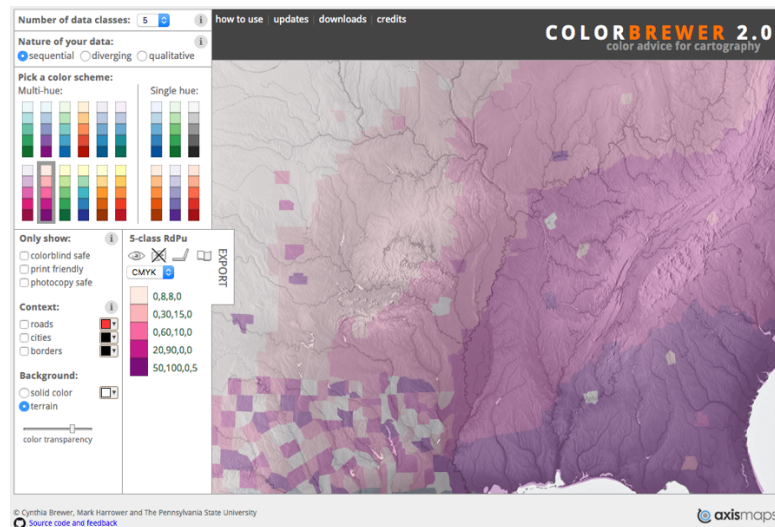 Number of data classes: 5 i
how to use | updates | downloads | credits
COLORBREWER 2.0
color advice for cartography
Nature of your data: i
sequential diverging qualitative
Pick a color scheme:
Multi-hue: Single hue:
Only show: i
colorblind safe
print friendly
photocopy safe
Context: i
roads
cities
borders
Background:
solid color
terrain
color transparency
5-class RdPu
EXPORT
CMYK
0,8,8,0
0,30,15,0
0,60,10,0
20,90,0,0
50,100,0,5
© Cynthia Brewer, Mark Harrower and The Pennsylvania State University
Source code and feedback
axismaps